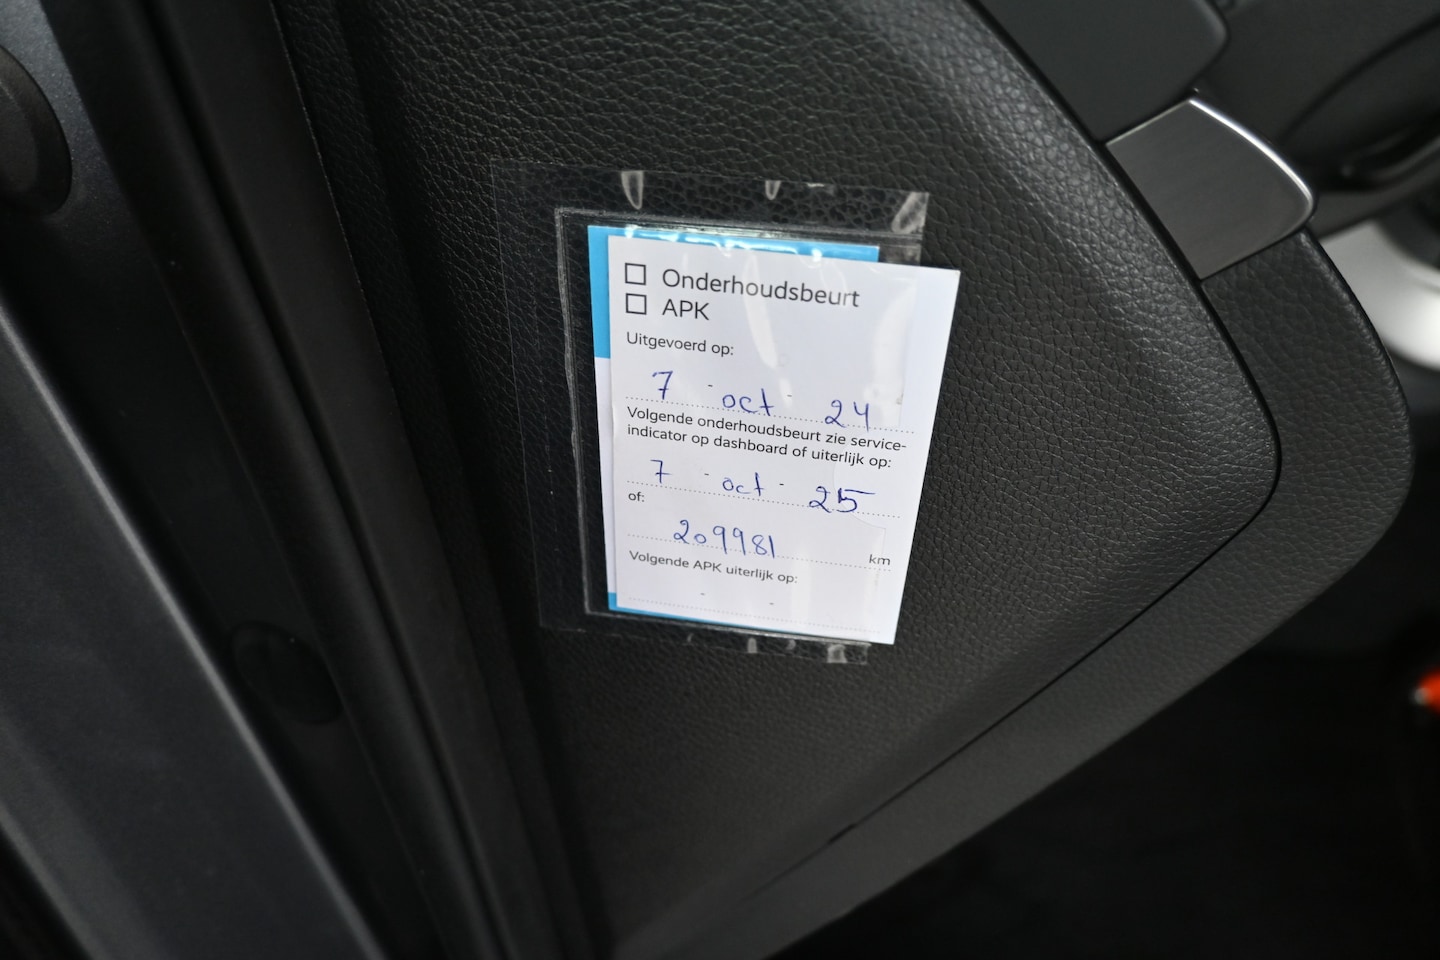 Onderhoudsbeurt
APK
Uitgevoerd op:
7 - oct - 24
Volgende onderhoudsbeurt zie service-
indicator op dashboard of uiterlijk op:
7 - oct - 25
of:
209981 km
Volgende APK uiterlijk op:
- -